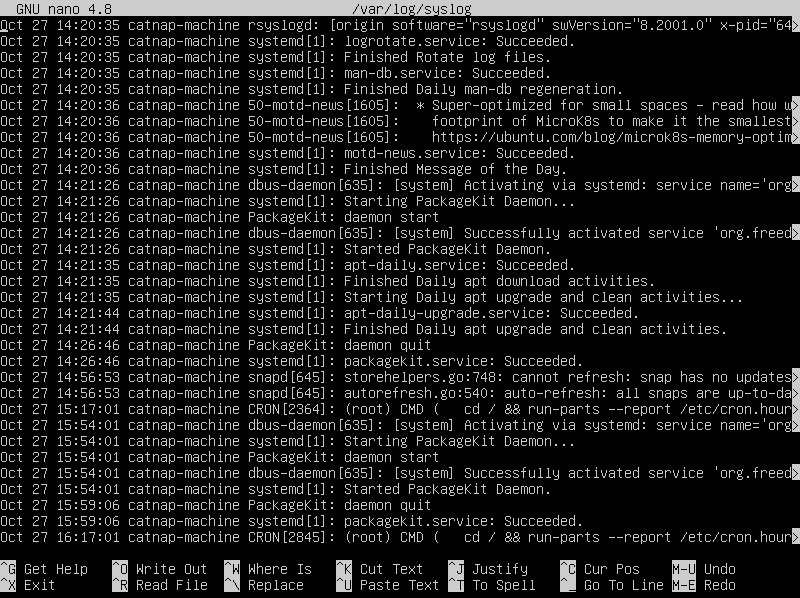 GNU nano 4.8 /var/log/syslog
Oct 27 14:20:35 catnap-machine rsyslogd: [origin software="rsyslogd" swVersion="8.2001.0" x-pid="64>
Oct 27 14:20:35 catnap-machine systemd[1]: logrotate.service: Succeeded.
Oct 27 14:20:35 catnap-machine systemd[1]: Finished Rotate log files.
Oct 27 14:20:35 catnap-machine systemd[1]: man-db.service: Succeeded.
Oct 27 14:20:35 catnap-machine systemd[1]: Finished Daily man-db regeneration.
Oct 27 14:20:36 catnap-machine 50-motd-news[1605]:  * Super-optimized for small spaces - read how w>
Oct 27 14:20:36 catnap-machine 50-motd-news[1605]:    footprint of MicroK8s to make it the smallest>
Oct 27 14:20:36 catnap-machine 50-motd-news[1605]:    https://ubuntu.com/blog/microk8s-memory-optim>
Oct 27 14:20:36 catnap-machine systemd[1]: motd-news.service: Succeeded.
Oct 27 14:20:36 catnap-machine systemd[1]: Finished Message of the Day.
Oct 27 14:21:26 catnap-machine dbus-daemon[635]: [system] Activating via systemd: service name='org>
Oct 27 14:21:26 catnap-machine systemd[1]: Starting PackageKit Daemon...
Oct 27 14:21:26 catnap-machine PackageKit: daemon start
Oct 27 14:21:26 catnap-machine dbus-daemon[635]: [system] Successfully activated service 'org.freed>
Oct 27 14:21:26 catnap-machine systemd[1]: Started PackageKit Daemon.
Oct 27 14:21:35 catnap-machine systemd[1]: apt-daily.service: Succeeded.
Oct 27 14:21:35 catnap-machine systemd[1]: Finished Daily apt download activities.
Oct 27 14:21:35 catnap-machine systemd[1]: Starting Daily apt upgrade and clean activities...
Oct 27 14:21:44 catnap-machine systemd[1]: apt-daily-upgrade.service: Succeeded.
Oct 27 14:21:44 catnap-machine systemd[1]: Finished Daily apt upgrade and clean activities.
Oct 27 14:26:46 catnap-machine PackageKit: daemon quit
Oct 27 14:26:46 catnap-machine systemd[1]: packagekit.service: Succeeded.
Oct 27 14:56:53 catnap-machine snapd[645]: storehelpers.go:748: cannot refresh: snap has no updates>
Oct 27 14:56:53 catnap-machine snapd[645]: autorefresh.go:540: auto-refresh: all snaps are up-to-da>
Oct 27 15:17:01 catnap-machine CRON[2364]: (root) CMD (   cd / && run-parts --report /etc/cron.hour>
Oct 27 15:54:01 catnap-machine dbus-daemon[635]: [system] Activating via systemd: service name='org>
Oct 27 15:54:01 catnap-machine systemd[1]: Starting PackageKit Daemon...
Oct 27 15:54:01 catnap-machine PackageKit: daemon start
Oct 27 15:54:01 catnap-machine dbus-daemon[635]: [system] Successfully activated service 'org.freed>
Oct 27 15:54:01 catnap-machine systemd[1]: Started PackageKit Daemon.
Oct 27 15:59:06 catnap-machine PackageKit: daemon quit
Oct 27 15:59:06 catnap-machine systemd[1]: packagekit.service: Succeeded.
Oct 27 16:17:01 catnap-machine CRON[2845]: (root) CMD (   cd / && run-parts --report /etc/cron.hour>
^G Get Help ^O Write Out ^W Where Is ^K Cut Text ^J Justify ^C Cur Pos M-U Undo
^X Exit ^R Read File ^\ Replace ^U Paste Text ^T To Spell ^_ Go To Line M-E Redo